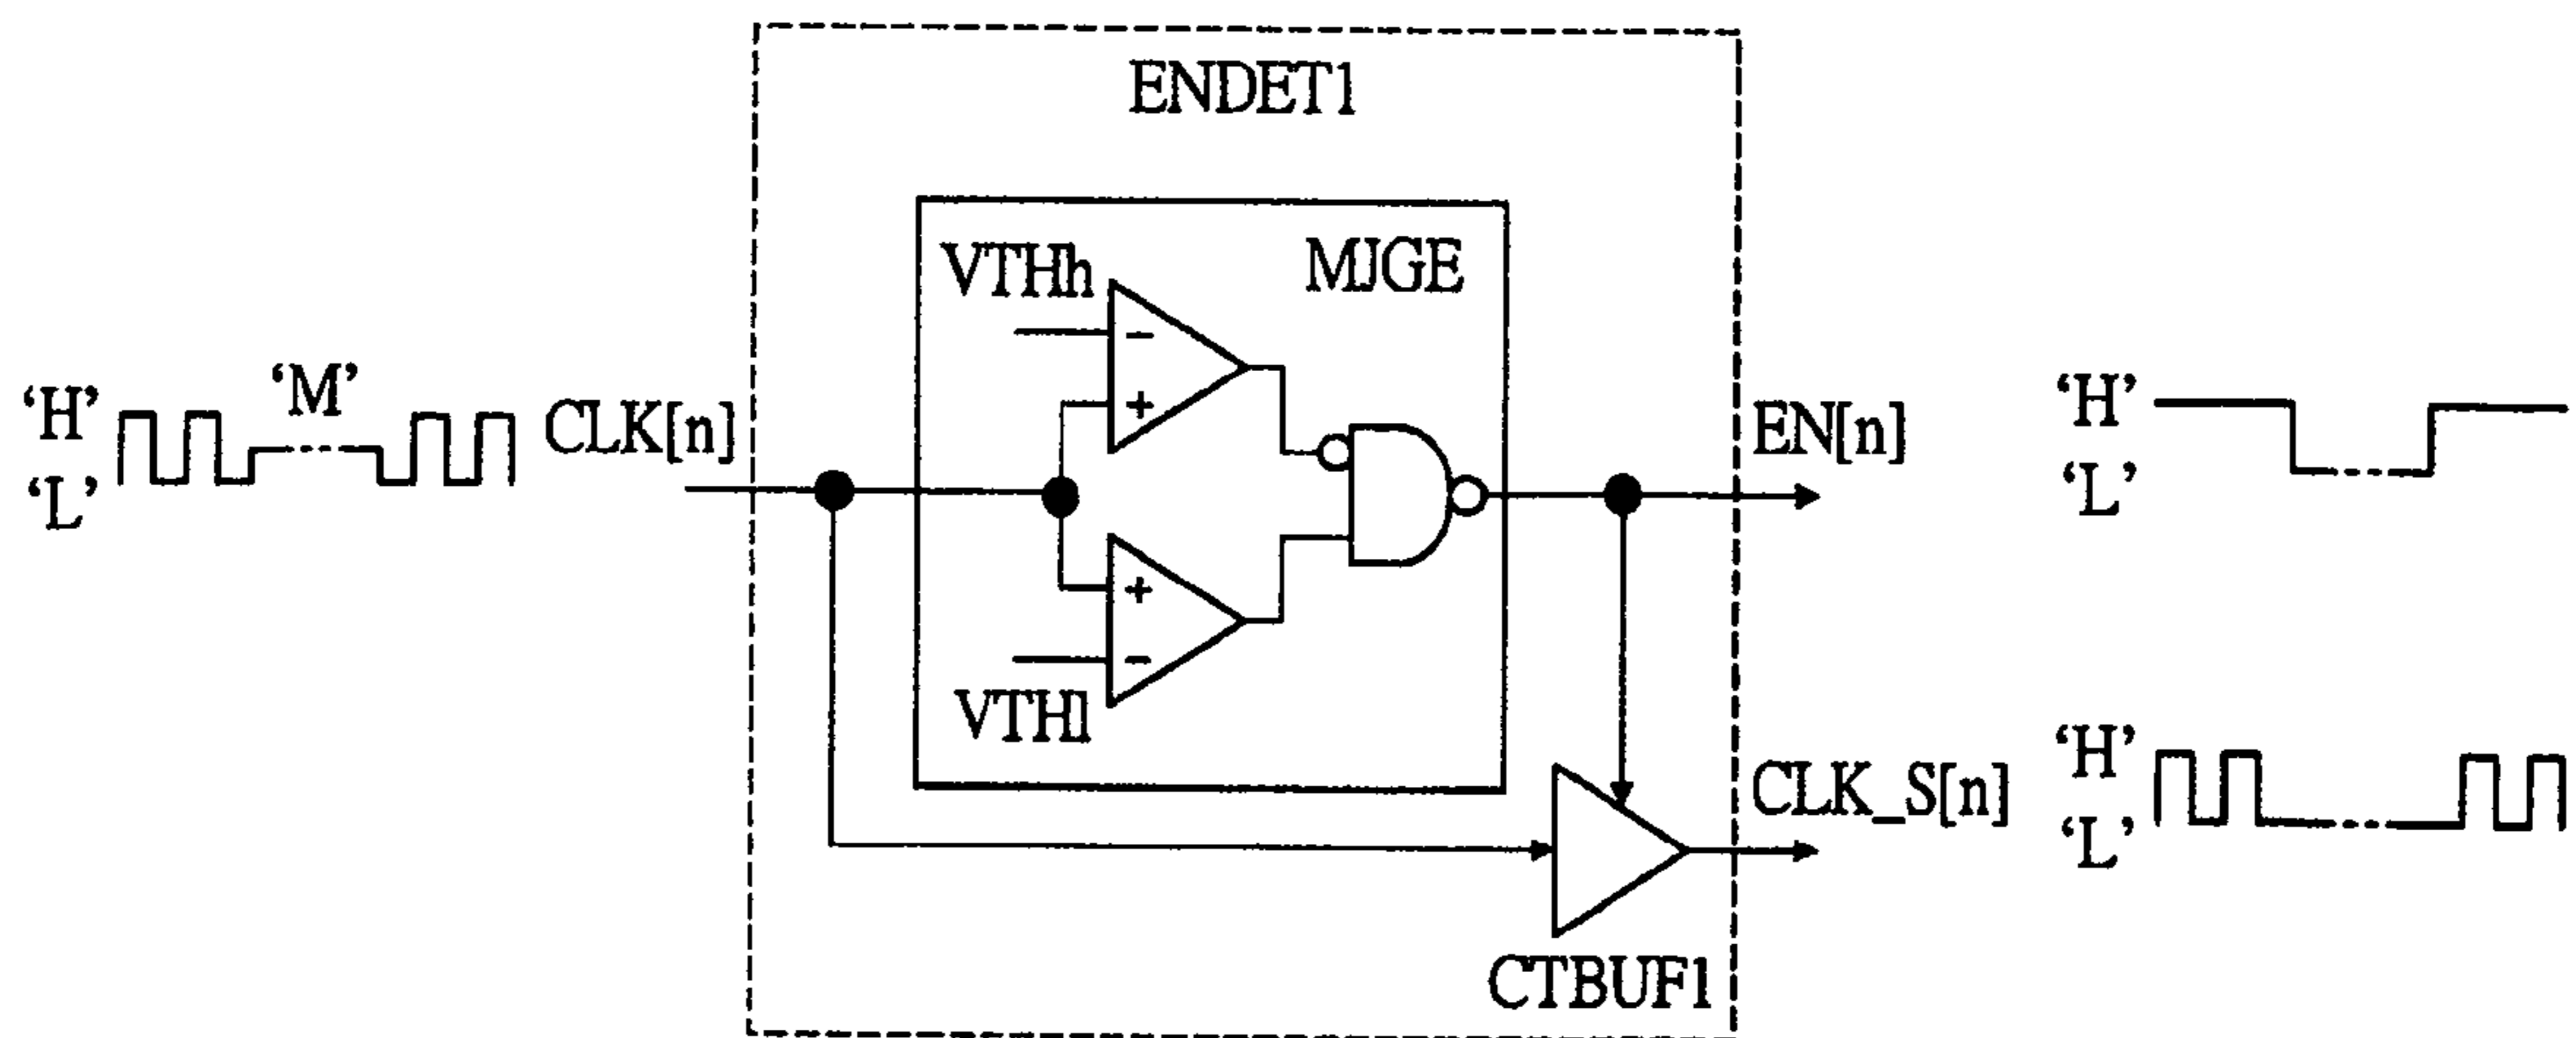 ENDET1
VTHh
MJGE
-
+
+
-
VTHl
‘H’
‘M’
‘L’
CLK[n]
EN[n]
‘H’
‘L’
CLK_S[n]
‘H’
‘L’
CTBUF1